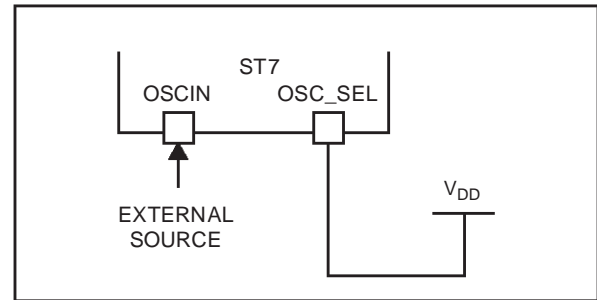 ST7
OSCIN OSC_SEL
EXTERNAL
SOURCE
VDD